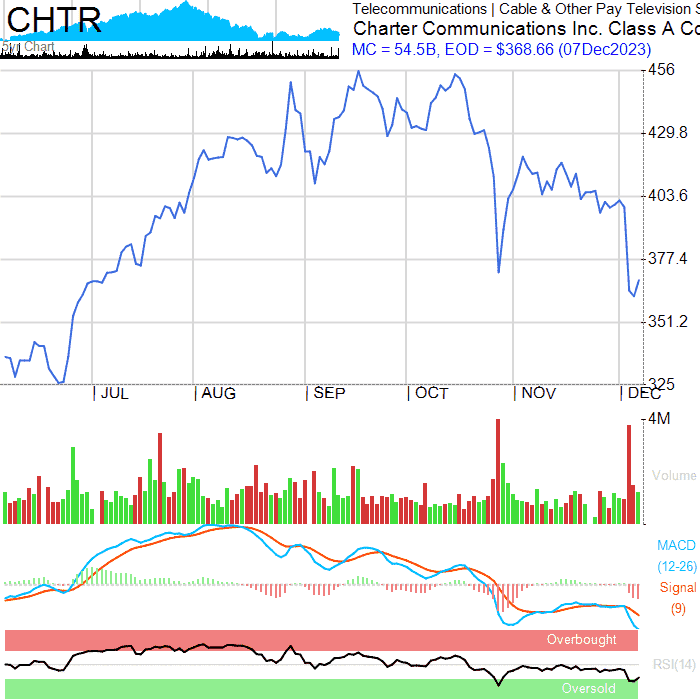 CHTR
5yr Chart
Telecommunications | Cable & Other Pay Television S
Charter Communications Inc. Class A Co
MC = 54.5B, EOD = $368.66 (07Dec2023)
456
429.8
403.6
377.4
351.2
325
JUL
AUG
SEP
OCT
NOV
DEC
4M
Volume
MACD
(12-26)
Signal
(9)
Overbought
RSI(14)
Oversold